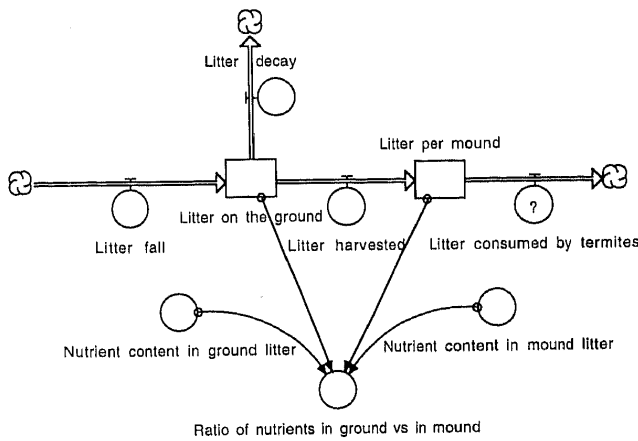 Litter decay
Litter per mound
Litter on the ground
Litter fall
Litter harvested
?
Litter consumed by termites
Nutrient content in ground litter
Nutrient content in mound litter
Ratio of nutrients in ground vs in mound